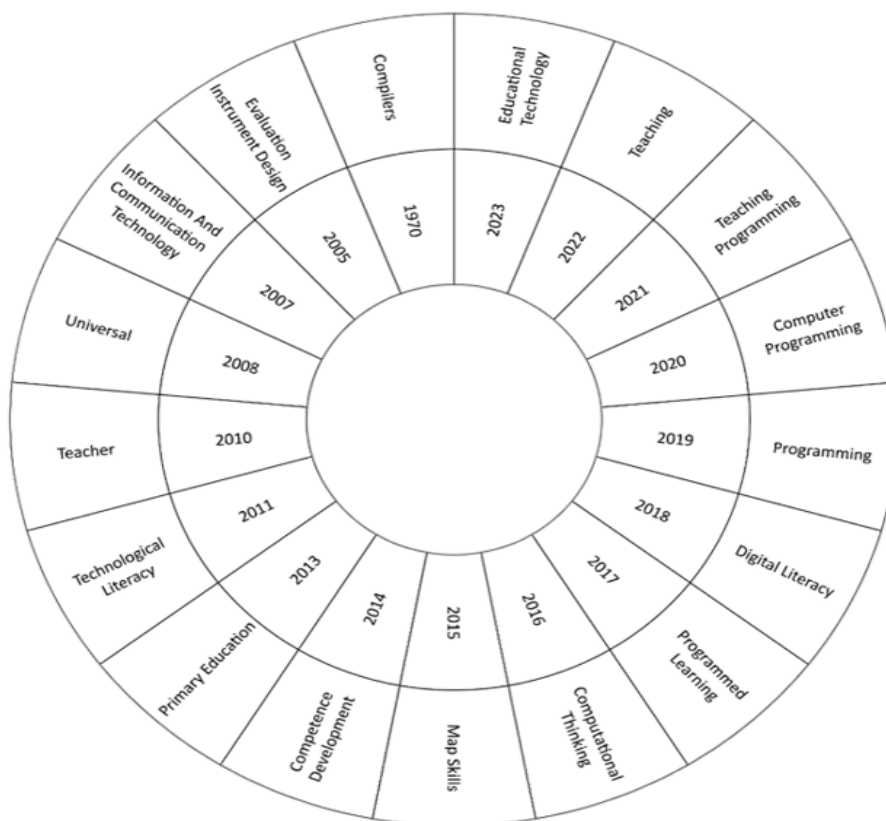 Compilers
1970
Educational
Technology
2023
Teaching
2022
Teaching
Programming
2021
Computer
Programming
2020
Programming
2019
Digital Literacy
2018
Programmed
Learning
2017
Computational
Thinking
2016
Map Skills
2015
Competence
Development
2014
Primary Education
2013
Technological
Literacy
2011
Teacher
2010
Universal
2008
Information And
Communication
Technology
2007
Evaluation
Instrument Design
2005